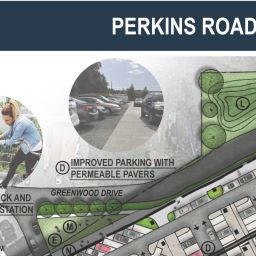 PERKINS ROAD
L
D IMPROVED PARKING WITH
PERMEABLE PAVERS
GREENWOOD DRIVE
CK AND
STATION
M
E
N
D